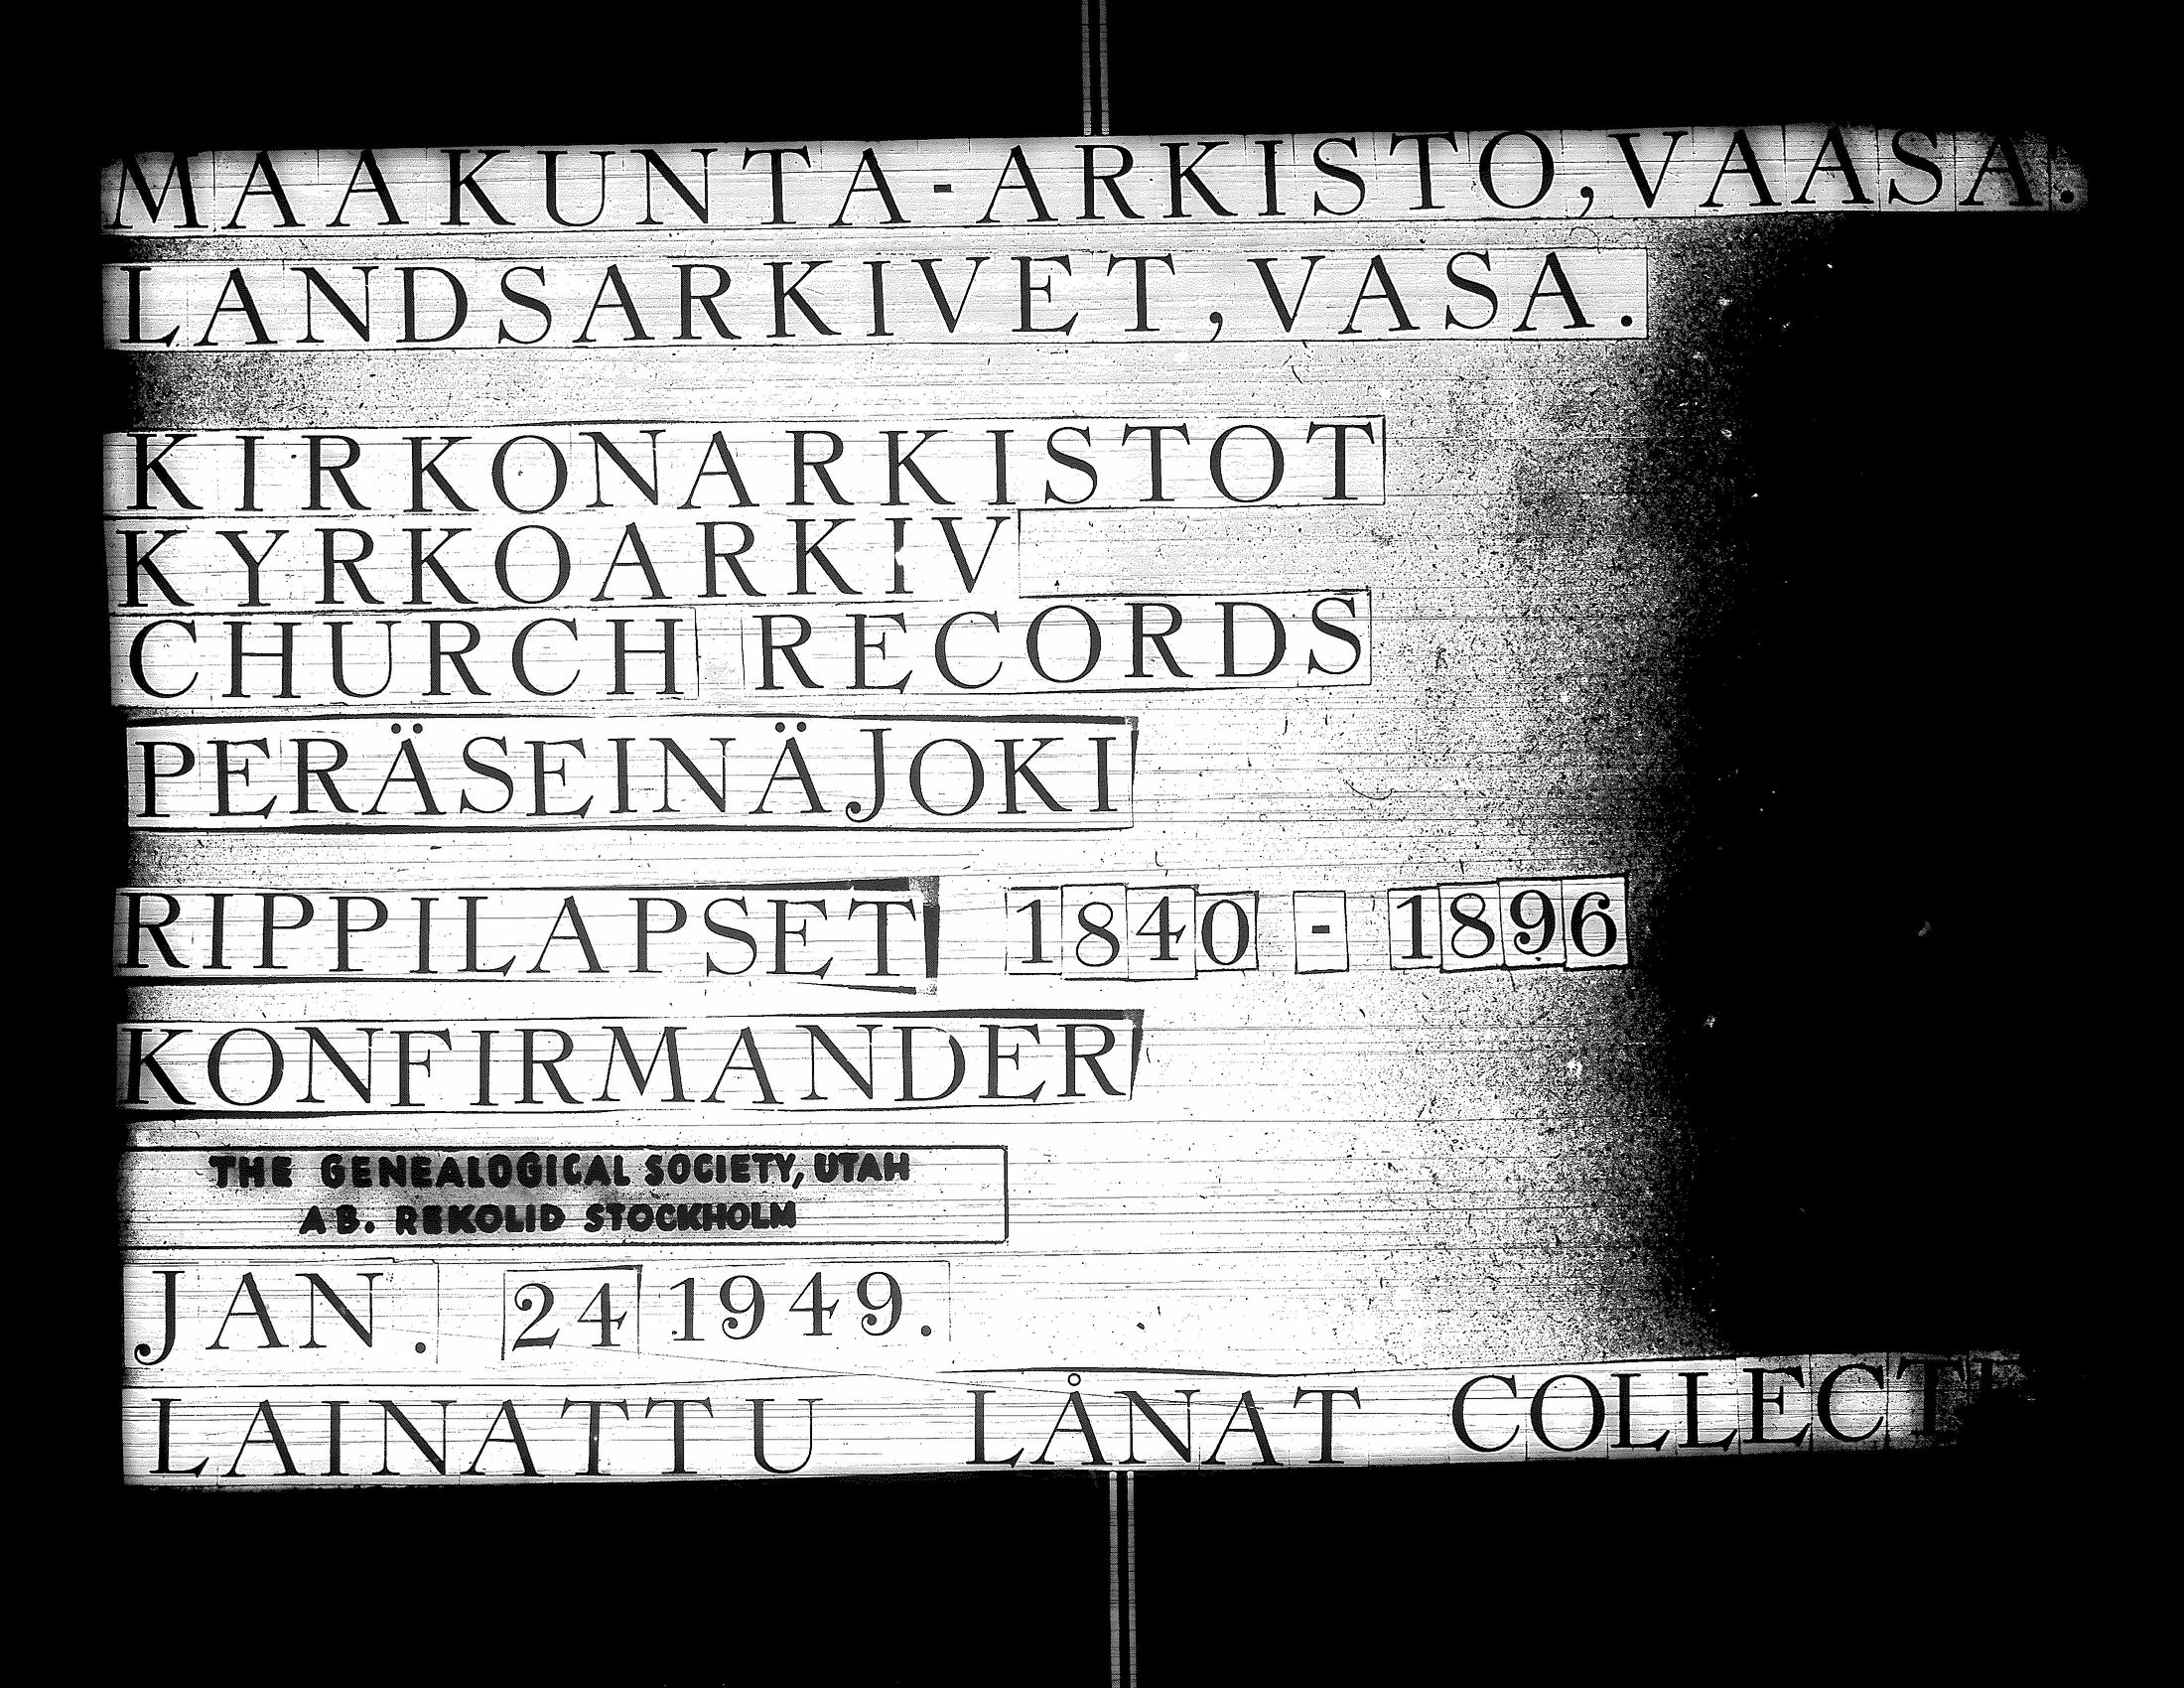 MAAKUNTA-ARKISTO, VAASA.
LANDSARKIVET, VASA.
KIRKONARKISTOT
KYRKOARKIV
CHURCH RECORDS
PERÄSEINÄJOKI
RIPPILAPSET 1840 - 1896
KONFIRMANDER
THE GENEALOGICAL SOCIETY, UTAH
AB. REKOLID STOCKHOLM
JAN. 24 1949.
LAINATTU LÅNAT